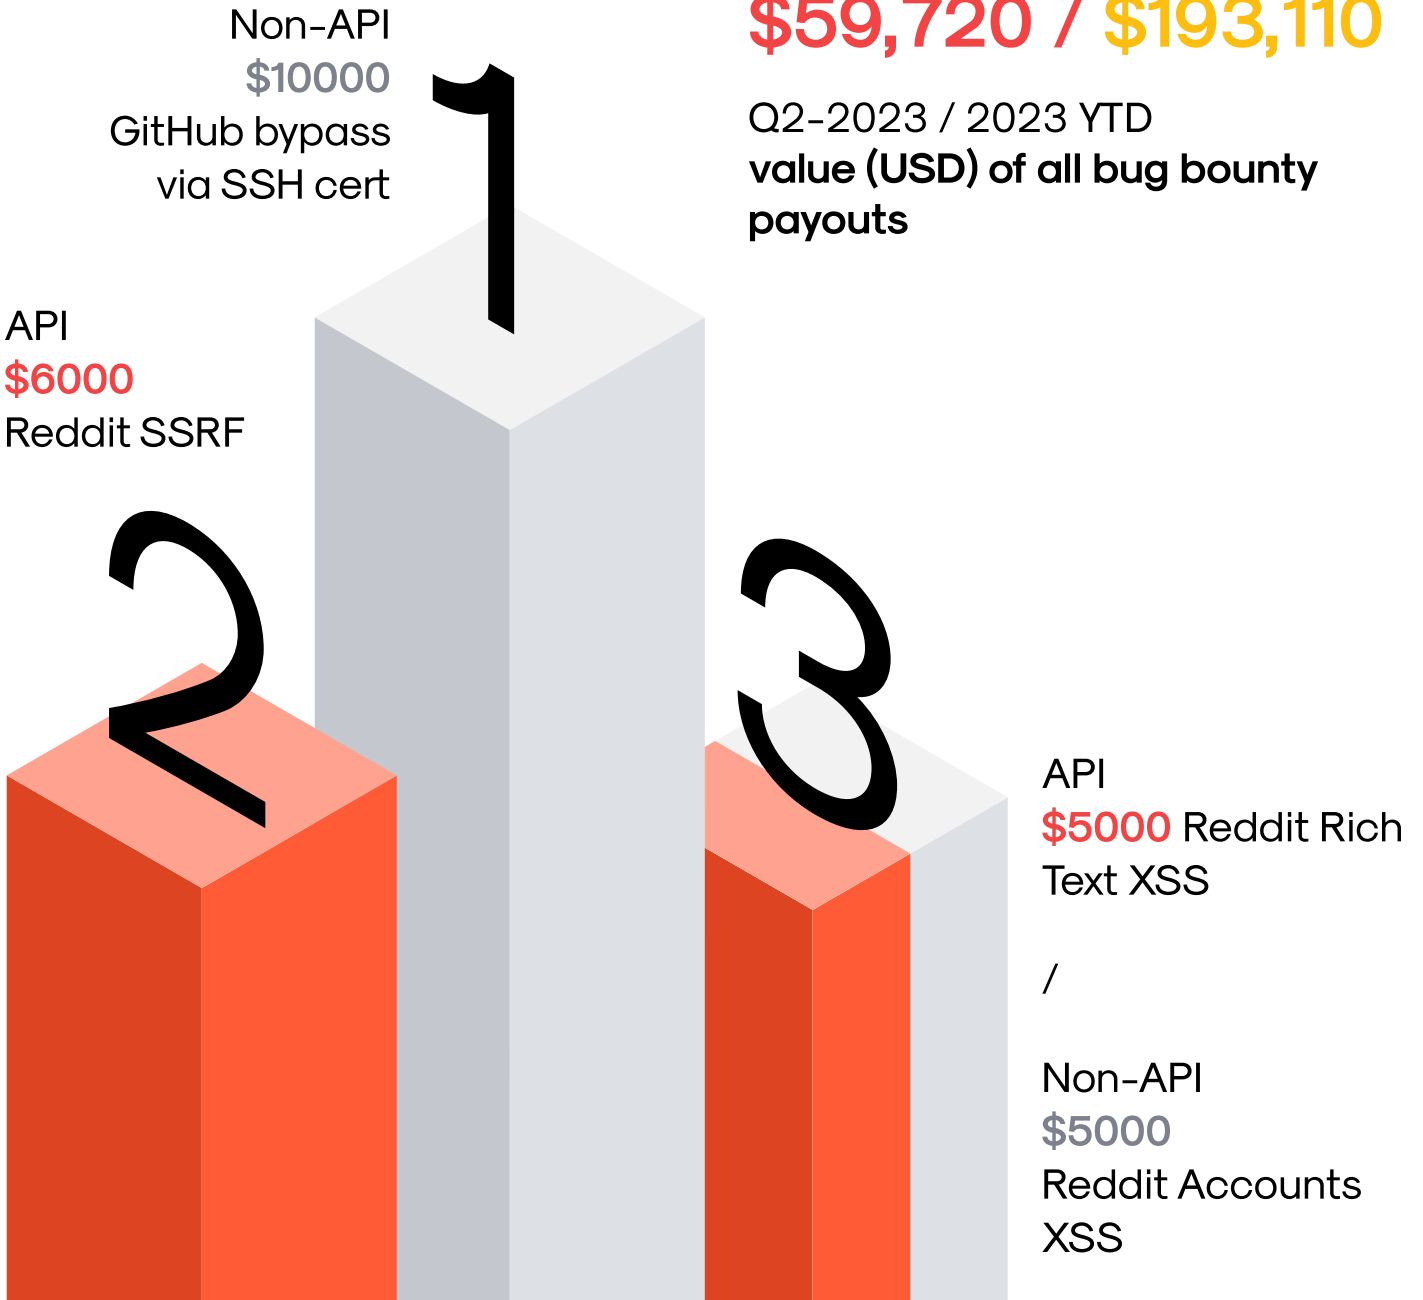 Non-API
$10000
GitHub bypass
via SSH cert
1
$59,720 / $193,110
Q2-2023 / 2023 YTD
value (USD) of all bug bounty
payouts
API
$6000
Reddit SSRF
2
3
API
$5000 Reddit Rich
Text XSS
/
Non-API
$5000
Reddit Accounts
XSS